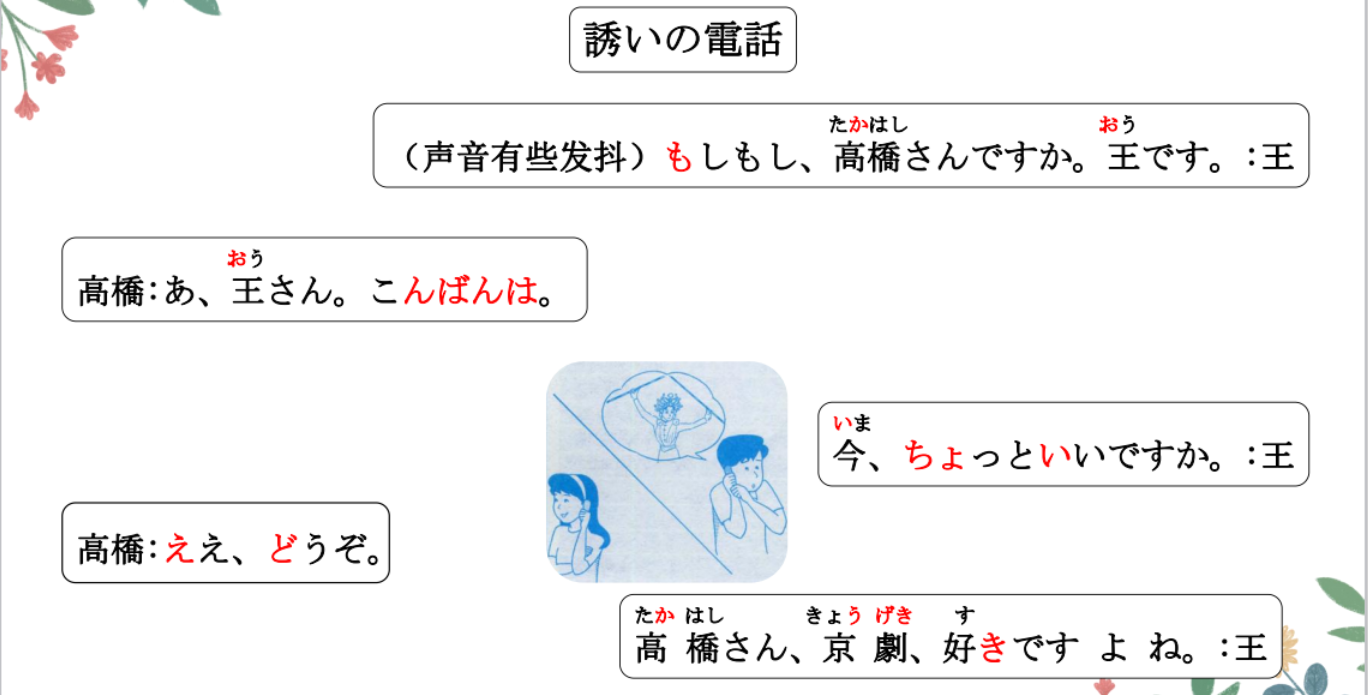 誘いの電話
たかはし おう
（声音有些发抖）もしもし、高橋さんですか。王です。:王
おう
高橋:あ、王さん。こんばんは。
いま
今、ちょっといいですか。:王
高橋:ええ、どうぞ。
たか はし きょう げき す
高 橋さん、京 劇、好きです よ ね。:王